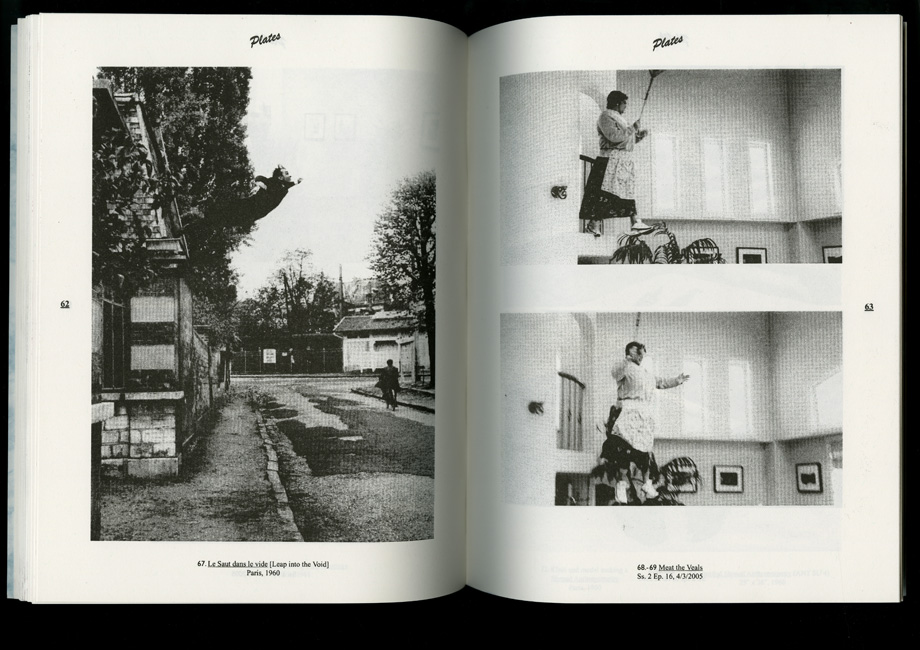 Plates
62
67. Le Saut dans le vide [Leap into the Void]
Paris, 1960
Plates
63
68.-69 Meat the Veals
Ss. 2 Ep. 16, 4/3/2005